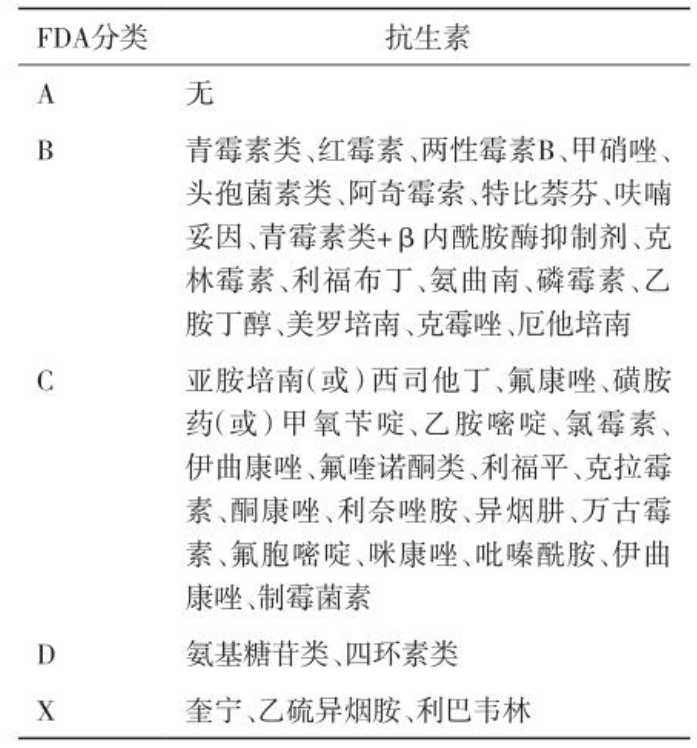 FDA分类 抗生素
A 无
B 青霉素类、红霉素、两性霉素B、甲硝唑、
头孢菌素类、阿奇霉索、特比萘芬、呋喃
妥因、青霉素类+β内酰胺酶抑制剂、克
林霉素、利福布丁、氨曲南、磷霉素、乙
胺丁醇、美罗培南、克霉唑、厄他培南
C 亚胺培南(或)西司他丁、氟康唑、磺胺
药(或)甲氧苄啶、乙胺嘧啶、氯霉素、
伊曲康唑、氟喹诺酮类、利福平、克拉霉
素、酮康唑、利奈唑胺、异烟肼、万古霉
素、氟胞嘧啶、咪康唑、吡嗪酰胺、伊曲
康唑、制霉菌素
D 氨基糖苷类、四环素类
X 奎宁、乙硫异烟胺、利巴韦林